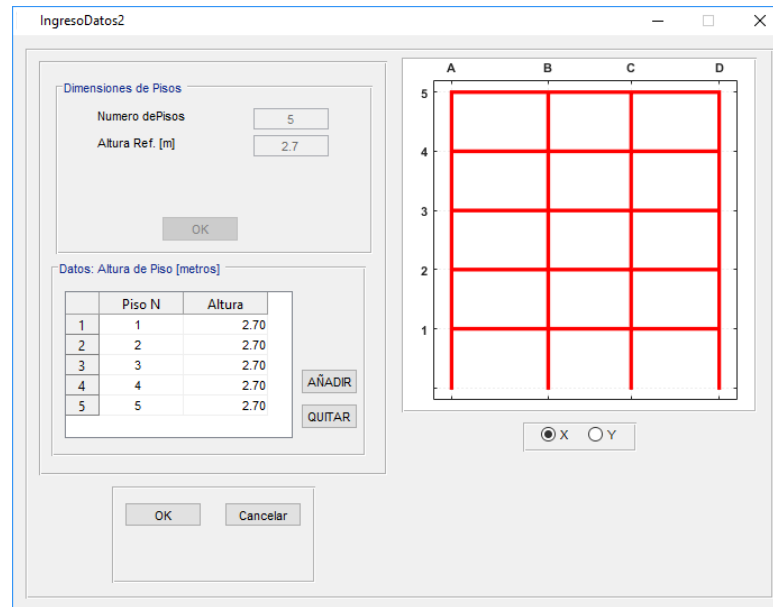 IngresoDatos2
Dimensiones de Pisos
Numero dePisos 5
Altura Ref. [m] 2.7
OK
Datos: Altura de Piso [metros]
Piso N Altura
1 1 2.70
2 2 2.70
3 3 2.70
4 4 2.70
5 5 2.70
AÑADIR
QUITAR
OK Cancelar
A B C D
5
4
3
2
1
X Y